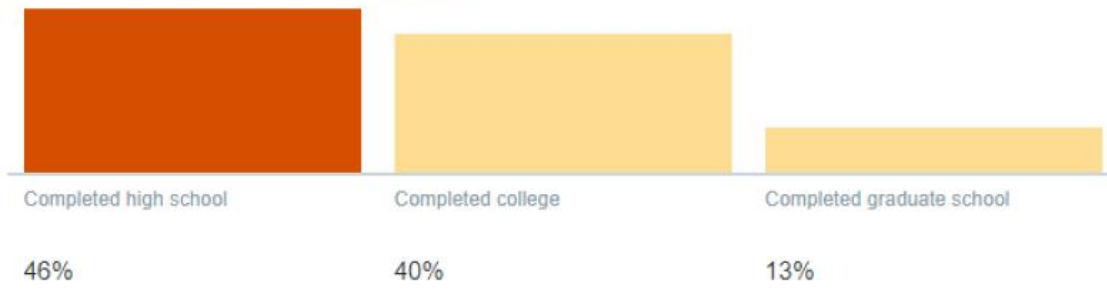 Completed high school
Completed college
Completed graduate school
46%
40%
13%